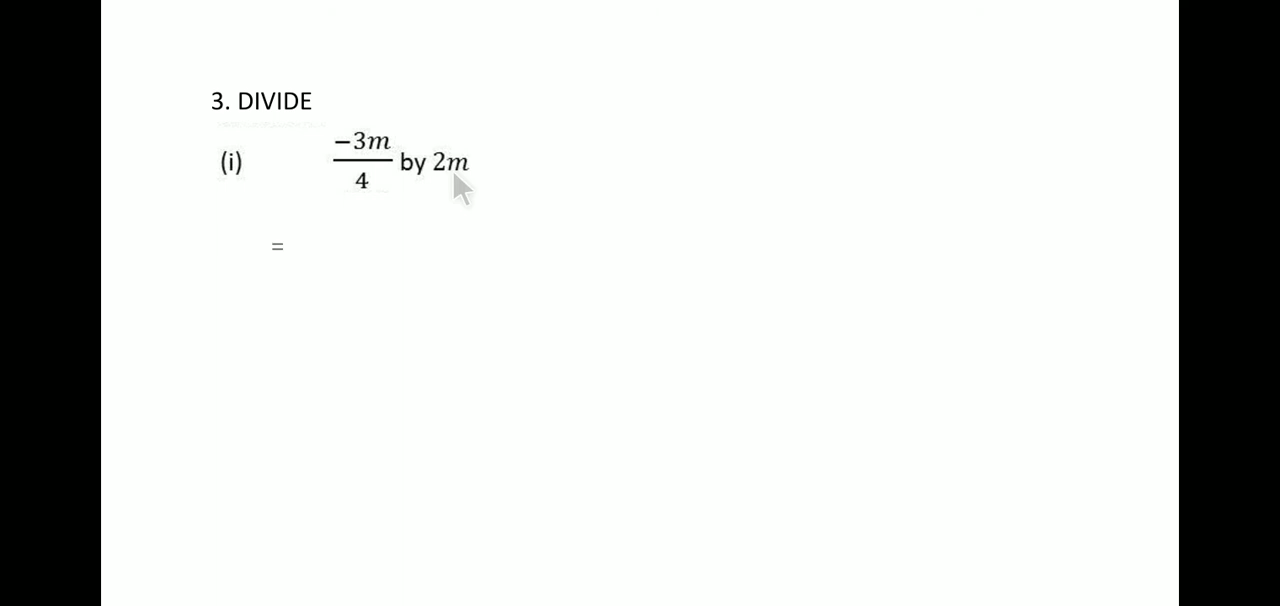 3. DIVIDE
(i) −3m/4 by 2m
=